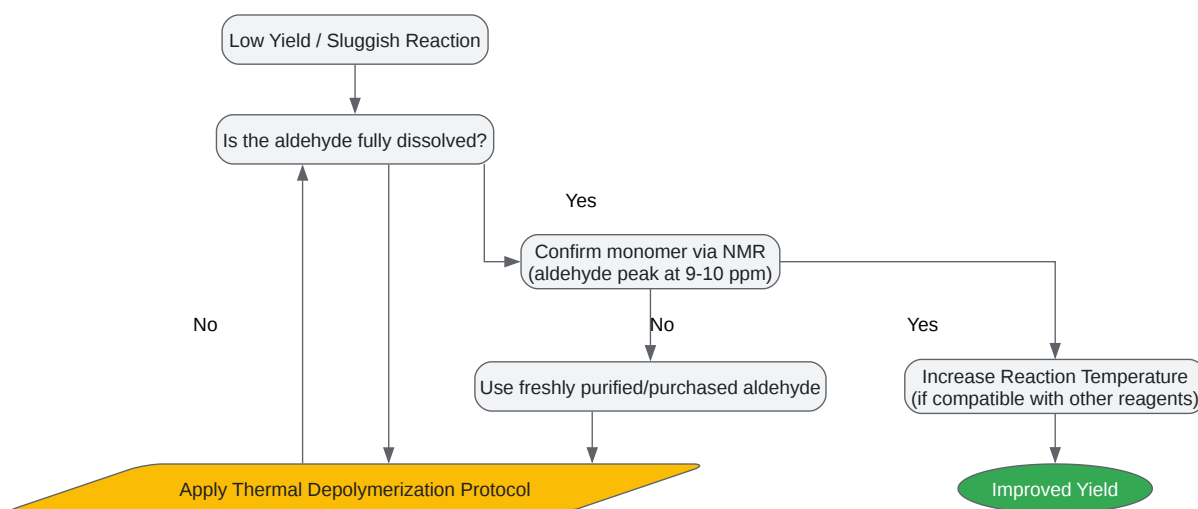 Low Yield / Sluggish Reaction
Is the aldehyde fully dissolved?
Yes
Confirm monomer via NMR
(aldehyde peak at 9-10 ppm)
No
No
Yes
Increase Reaction Temperature
(if compatible with other reagents)
Use freshly purified/purchased aldehyde
Apply Thermal Depolymerization Protocol
Improved Yield